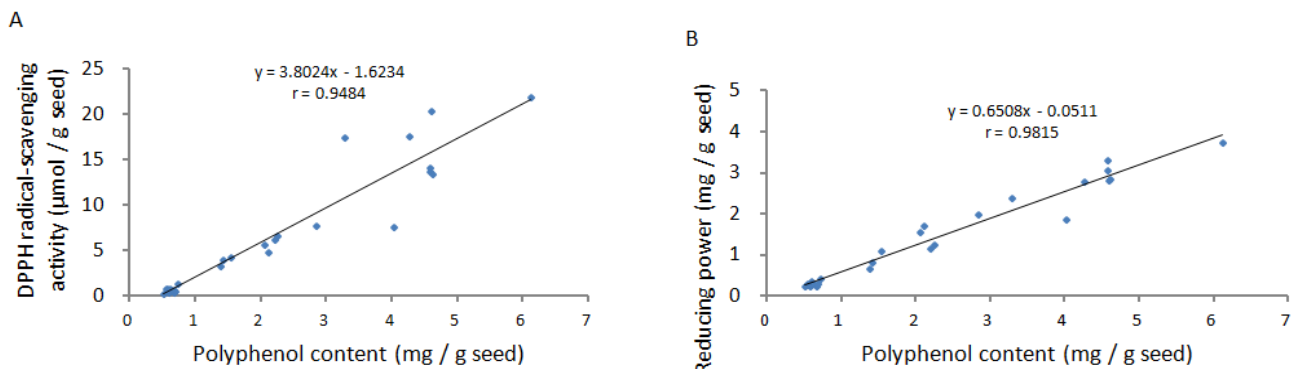 A
DPPH radical-scavenging
activity (µmol / g seed)
25
20
15
10
5
0
y = 3.8024x - 1.6234
r = 0.9484
0 1 2 3 4 5 6 7
Polyphenol content (mg / g seed)
B
Reducing power (mg / g seed)
5
4
3
2
1
0
y = 0.6508x - 0.0511
r = 0.9815
0 1 2 3 4 5 6 7
Polyphenol content (mg / g seed)